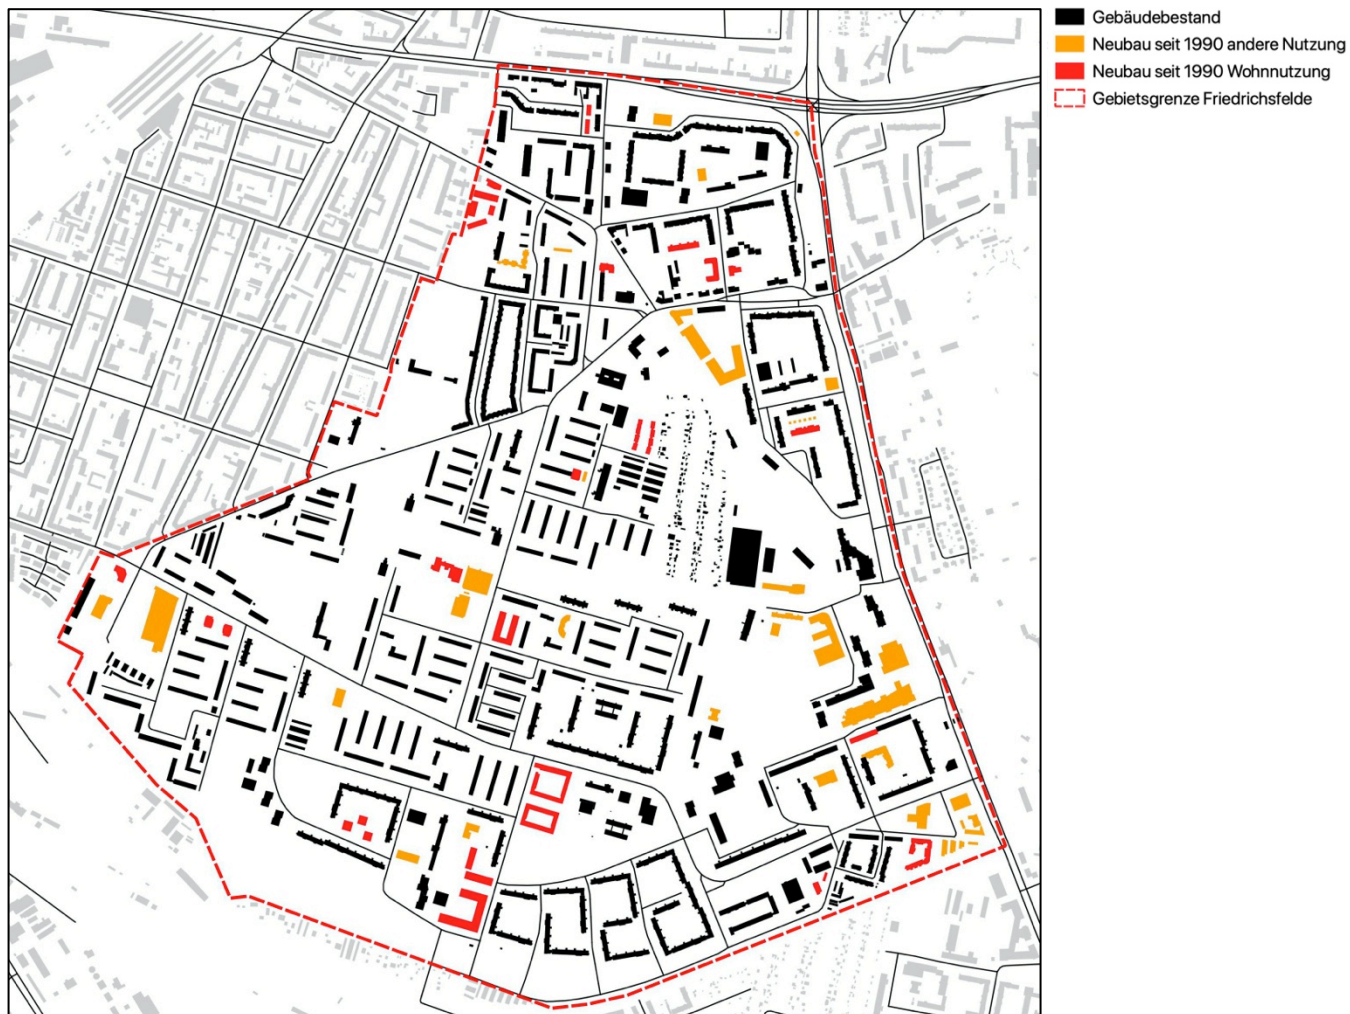 Gebäudebestand
Neubau seit 1990 andere Nutzung
Neubau seit 1990 Wohnnutzung
Gebietsgrenze Friedrichsfelde